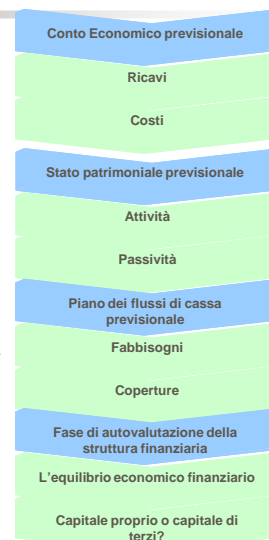 Conto Economico previsionale
Ricavi
Costi
Stato patrimoniale previsionale
Attività
Passività
Piano dei flussi di cassa
previsionale
Fabbisogni
Coperture
Fase di autovalutazione della
struttura finanziaria
L'equilibrio economico finanziario
Capitale proprio o capitale di
terzi?